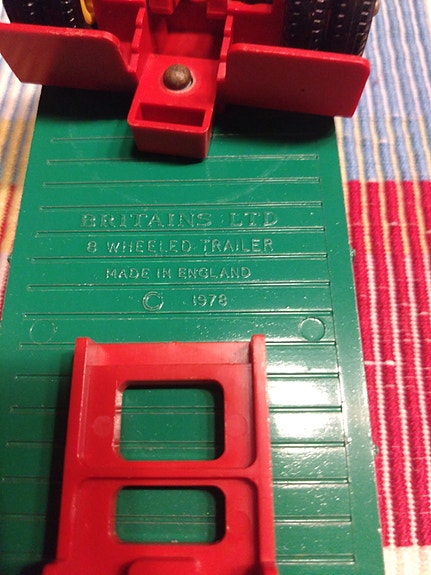 BRITAINS LTD
8 WHEELED TRAILER
MADE IN ENGLAND
© 1978